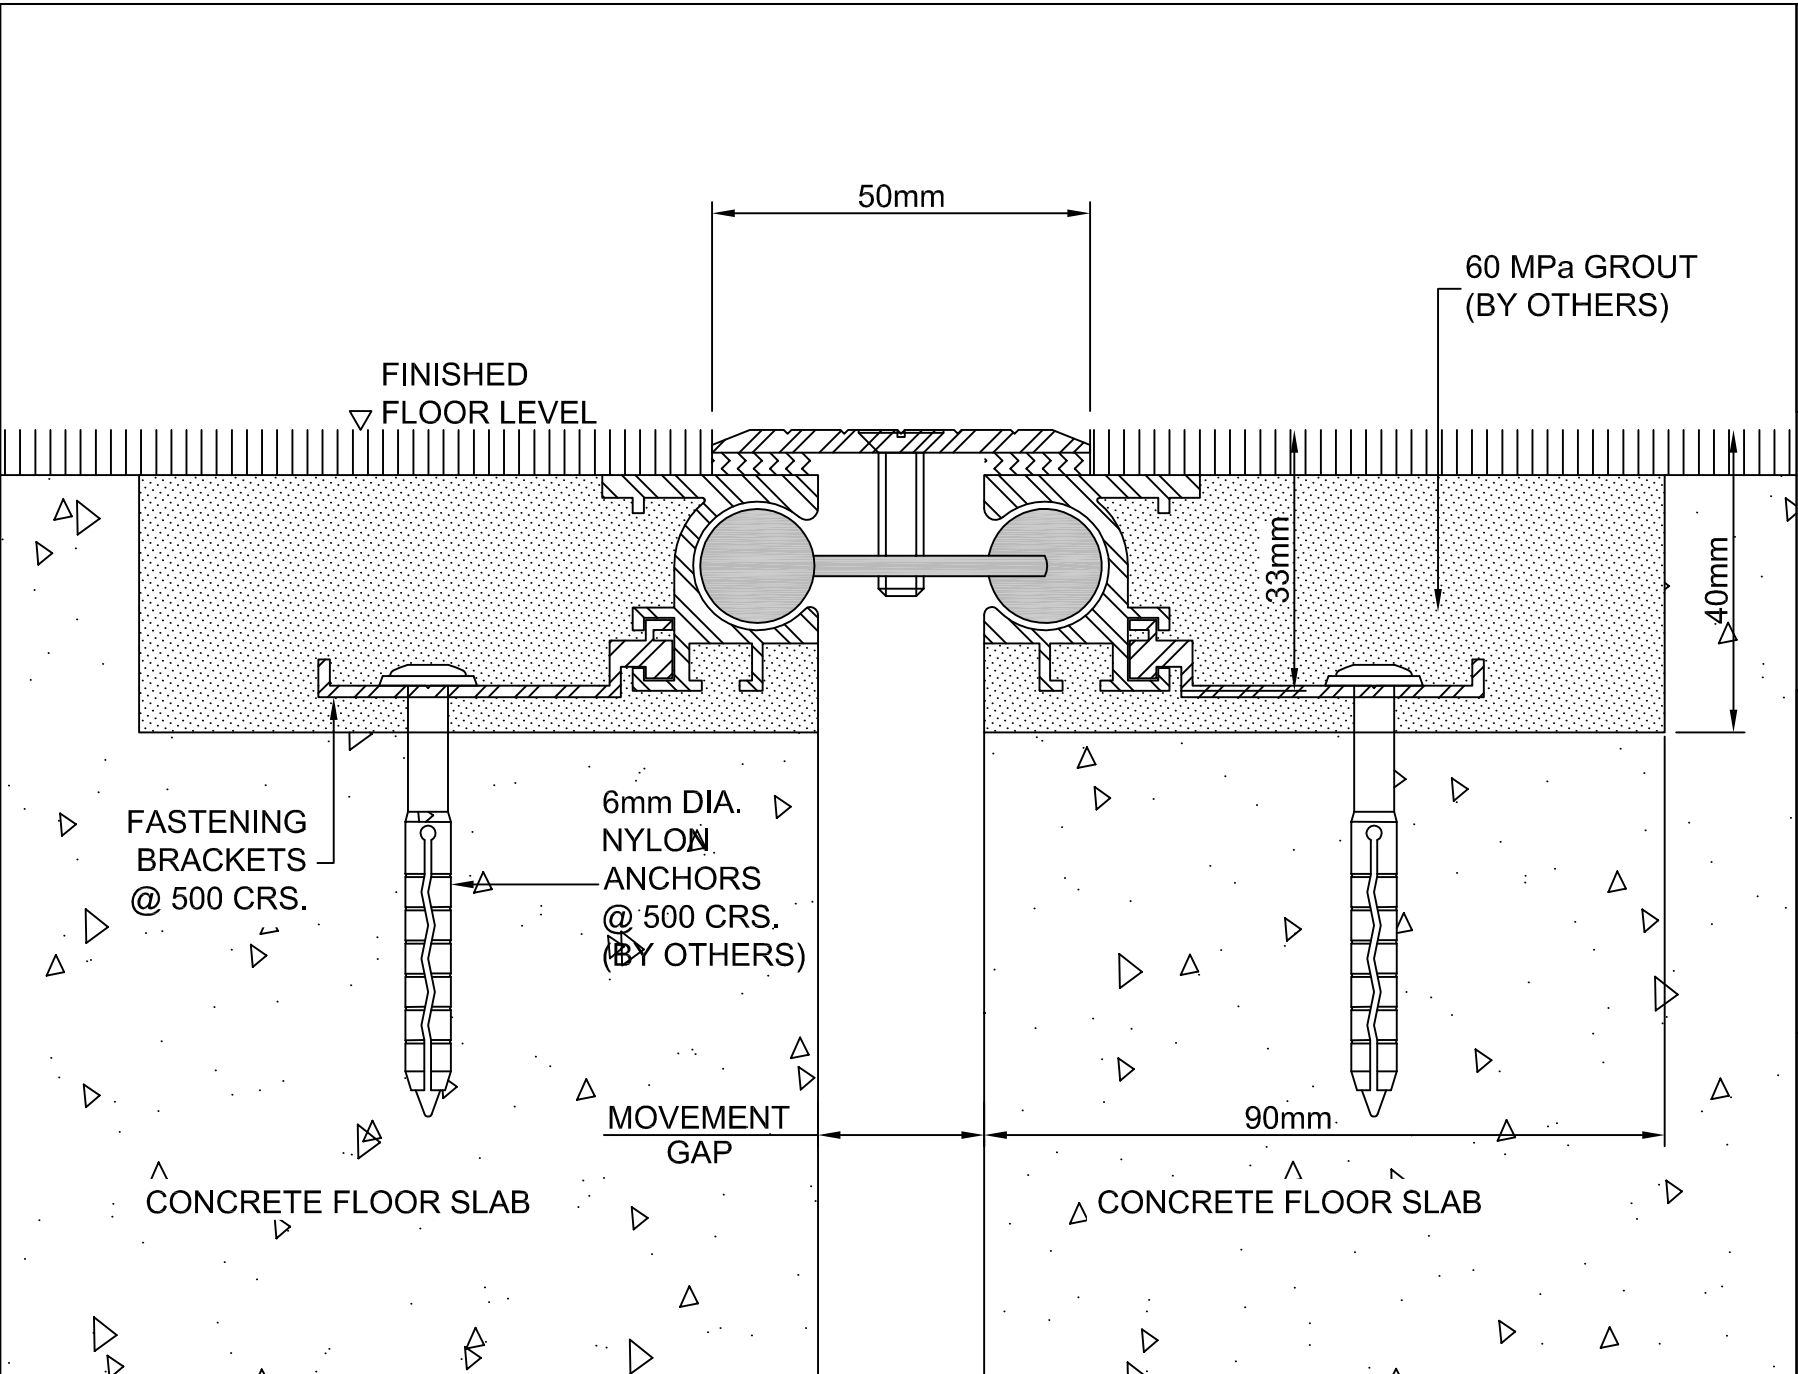 50mm
60 MPa GROUT
(BY OTHERS)
FINISHED
FLOOR LEVEL
33mm
40mm
FASTENING
BRACKETS
@ 500 CRS.
6mm DIA.
NYLON
ANCHORS
@ 500 CRS.
(BY OTHERS)
MOVEMENT
GAP
90mm
CONCRETE FLOOR SLAB
CONCRETE FLOOR SLAB